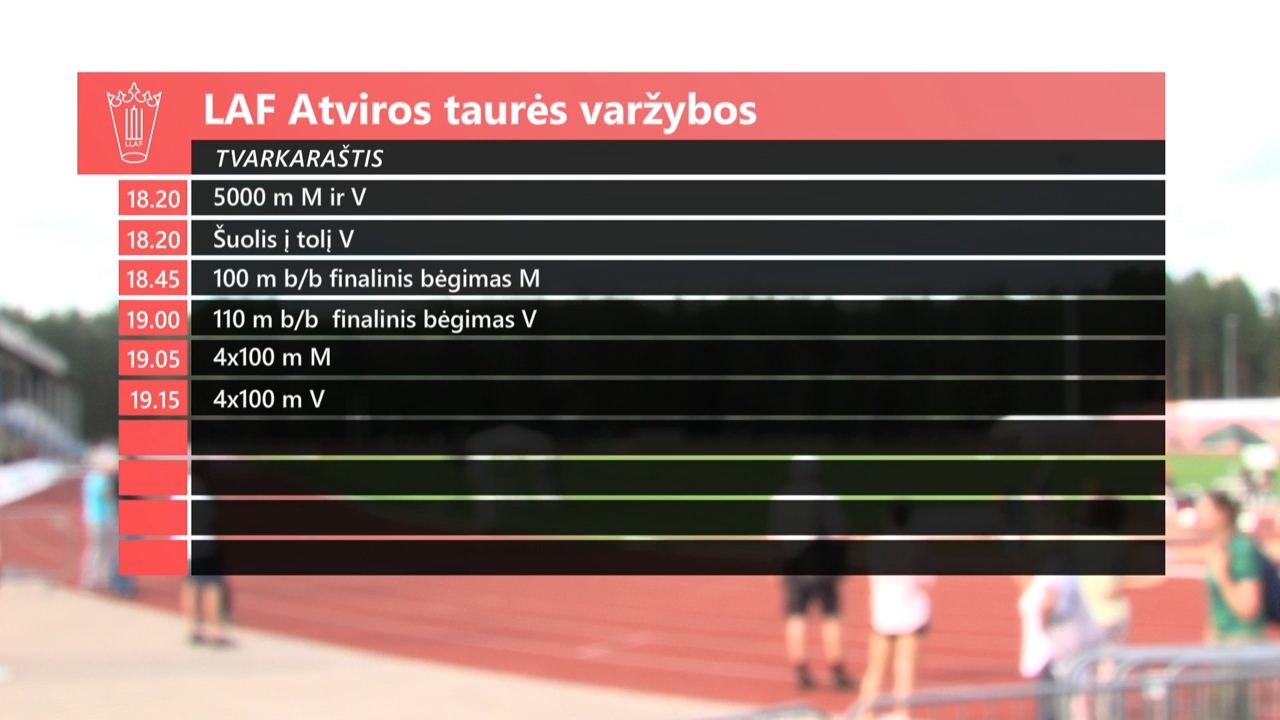 LAF Atviros taurės varžybos
LLAF
TVARKARAŠTIS
18.20 5000 m M ir V
18.20 Šuolis į tolį V
18.45 100 m b/b finalinis bėgimas M
19.00 110 m b/b finalinis bėgimas V
19.05 4x100 m M
19.15 4x100 m V